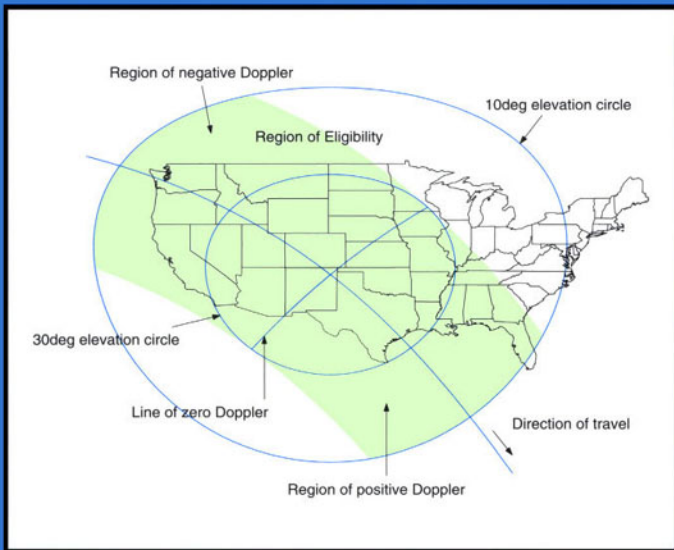 Region of negative Doppler
10deg elevation circle
Region of Eligibility
30deg elevation circle
Line of zero Doppler
Direction of travel
Region of positive Doppler